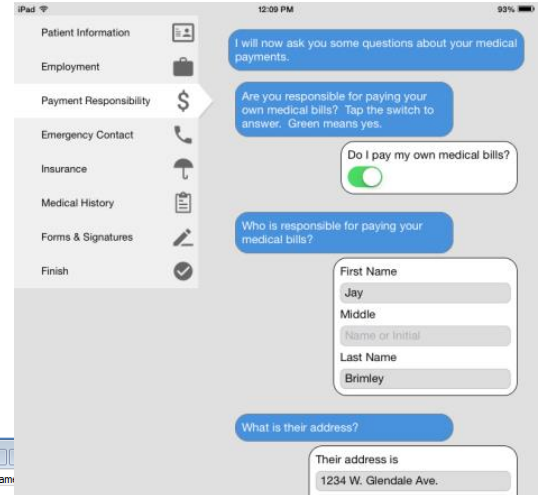 iPad 12:09 PM 93%
Patient Information
Employment
Payment Responsibility
Emergency Contact
Insurance
Medical History
Forms & Signatures
Finish
I will now ask you some questions about your medical
payments.
Are you responsible for paying your
own medical bills? Tap the switch to
answer. Green means yes.
Do I pay my own medical bills?
Who is responsible for paying your
medical bills?
First Name
Jay
Middle
Name or Initial
Last Name
Brimley
What is their address?
Their address is
1234 W. Glendale Ave.